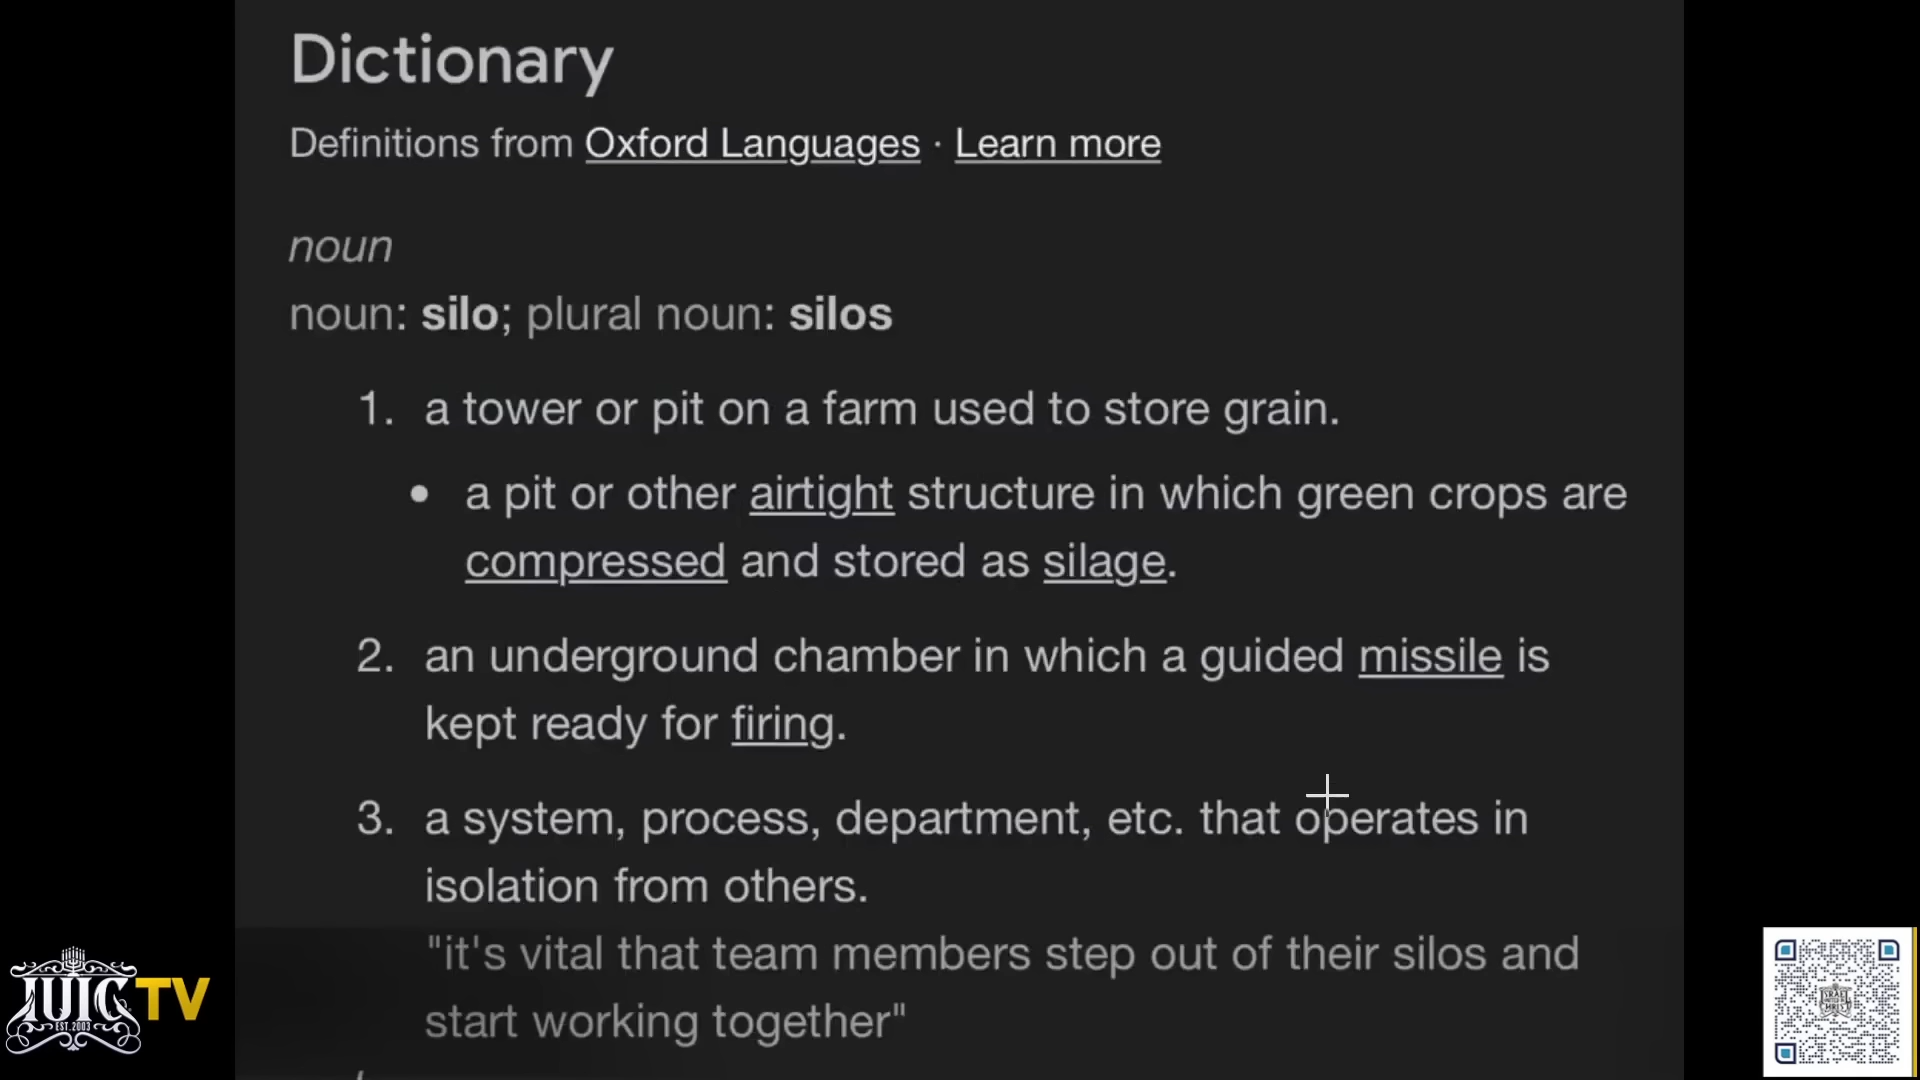 Dictionary
Definitions from Oxford Languages · Learn more
noun
noun: silo; plural noun: silos
1. a tower or pit on a farm used to store grain.
• a pit or other airtight structure in which green crops are
compressed and stored as silage.
2. an underground chamber in which a guided missile is
kept ready for firing.
3. a system, process, department, etc. that operates in
isolation from others.
"it's vital that team members step out of their silos and
start working together"
IUIC TV
EST. 2003
ISRAEL
UNITED IN
CHRIST